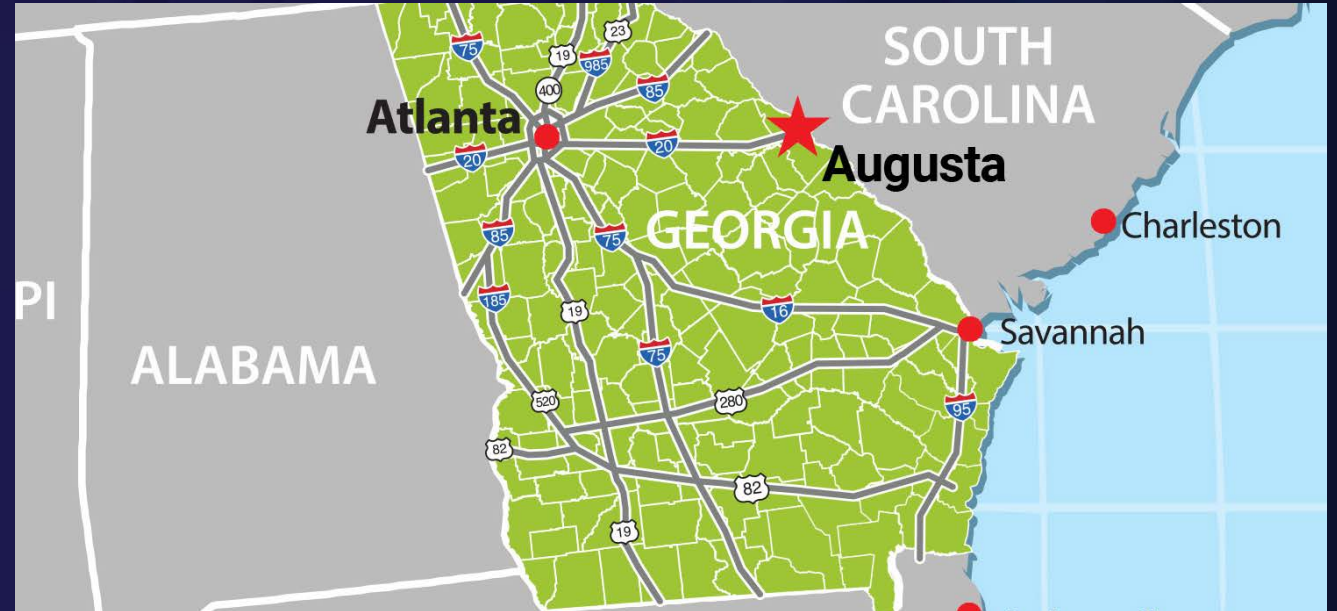 75
19
23
985
SOUTH
CAROLINA
400
85
Atlanta
20
20
Augusta
85
75
GEORGIA
Charleston
PI
185
19
16
Savannah
75
ALABAMA
520
280
95
82
82
19